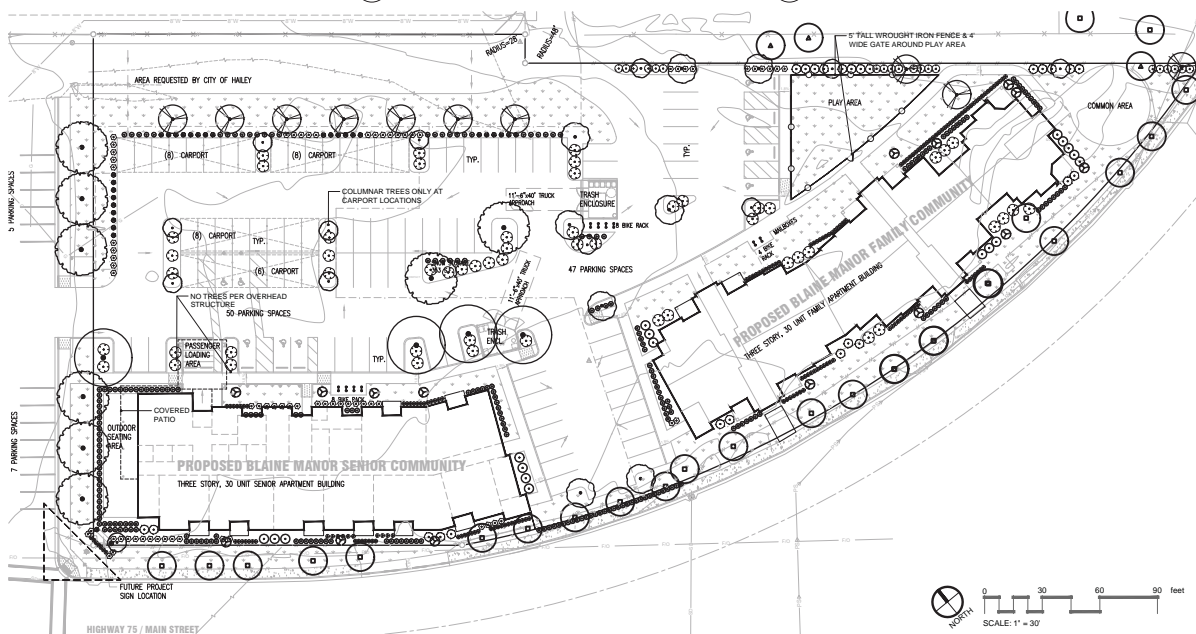 RADIUS=28'
RADIUS=48'
5' TALL WROUGHT IRON FENCE & 4'
WIDE GATE AROUND PLAY AREA
AREA REQUESTED BY CITY OF HAILEY
PLAY AREA
COMMON AREA
(8) CARPORT
(8) CARPORT
TYP.
TYP.
5 PARKING SPACES
COLUMNAR TREES ONLY AT
CARPORT LOCATIONS
11'-6"x40' TRUCK
APPROACH
TRASH
ENCLOSURE
8 BIKE RACK
MAILBOXES
4 BIKE
RACK
(8) CARPORT
TYP.
(6) CARPORT
47 PARKING SPACES
11'-6"x40' TRUCK
APPROACH
PROPOSED BLAINE MANOR FAMILY COMMUNITY
THREE STORY, 30 UNIT FAMILY APARTMENT BUILDING
NO TREES PER OVERHEAD
STRUCTURE
50 PARKING SPACES
PASSENGER
LOADING
AREA
TYP.
TRASH
ENCL.
8 BIKE RACK
COVERED
PATIO
OUTDOOR
SEATING
AREA
7 PARKING SPACES
PROPOSED BLAINE MANOR SENIOR COMMUNITY
THREE STORY, 30 UNIT SENIOR APARTMENT BUILDING
FUTURE PROJECT
SIGN LOCATION
HIGHWAY 75 / MAIN STREET
NORTH
0 30 60 90 feet
SCALE: 1" = 30'